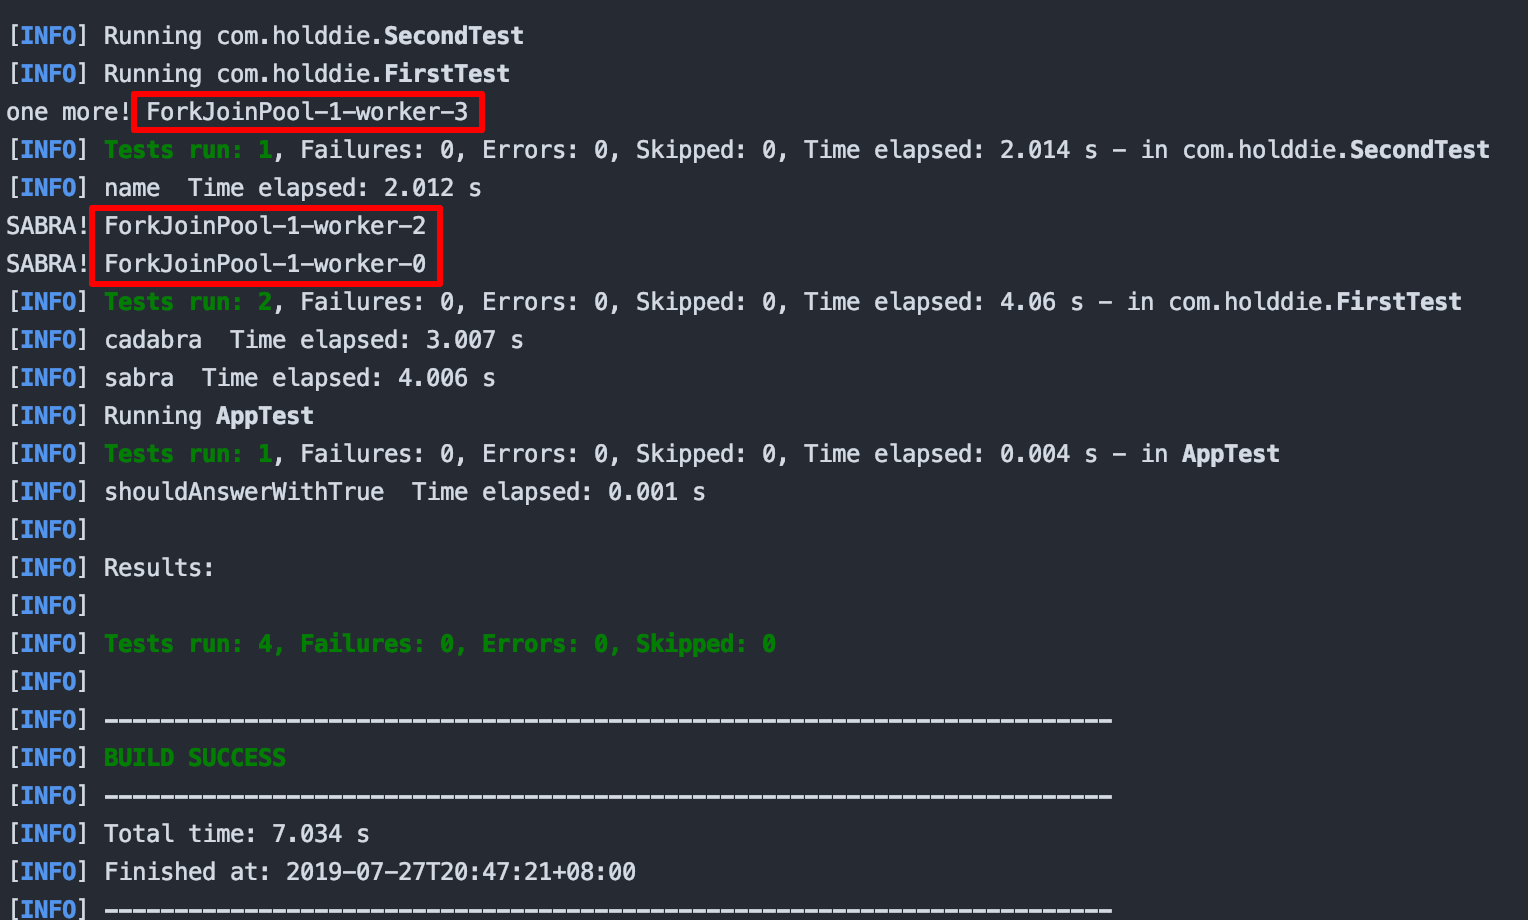 [INFO] Running com.holddie.SecondTest
[INFO] Running com.holddie.FirstTest
one more! ForkJoinPool-1-worker-3
[INFO] Tests run: 1, Failures: 0, Errors: 0, Skipped: 0, Time elapsed: 2.014 s - in com.holddie.SecondTest
[INFO] name  Time elapsed: 2.012 s
SABRA! ForkJoinPool-1-worker-2
SABRA! ForkJoinPool-1-worker-0
[INFO] Tests run: 2, Failures: 0, Errors: 0, Skipped: 0, Time elapsed: 4.06 s - in com.holddie.FirstTest
[INFO] cadabra  Time elapsed: 3.007 s
[INFO] sabra  Time elapsed: 4.006 s
[INFO] Running AppTest
[INFO] Tests run: 1, Failures: 0, Errors: 0, Skipped: 0, Time elapsed: 0.004 s - in AppTest
[INFO] shouldAnswerWithTrue  Time elapsed: 0.001 s
[INFO]
[INFO] Results:
[INFO]
[INFO] Tests run: 4, Failures: 0, Errors: 0, Skipped: 0
[INFO]
[INFO] ------------------------------------------------------------------------
[INFO] BUILD SUCCESS
[INFO] ------------------------------------------------------------------------
[INFO] Total time: 7.034 s
[INFO] Finished at: 2019-07-27T20:47:21+08:00
[INFO] ------------------------------------------------------------------------